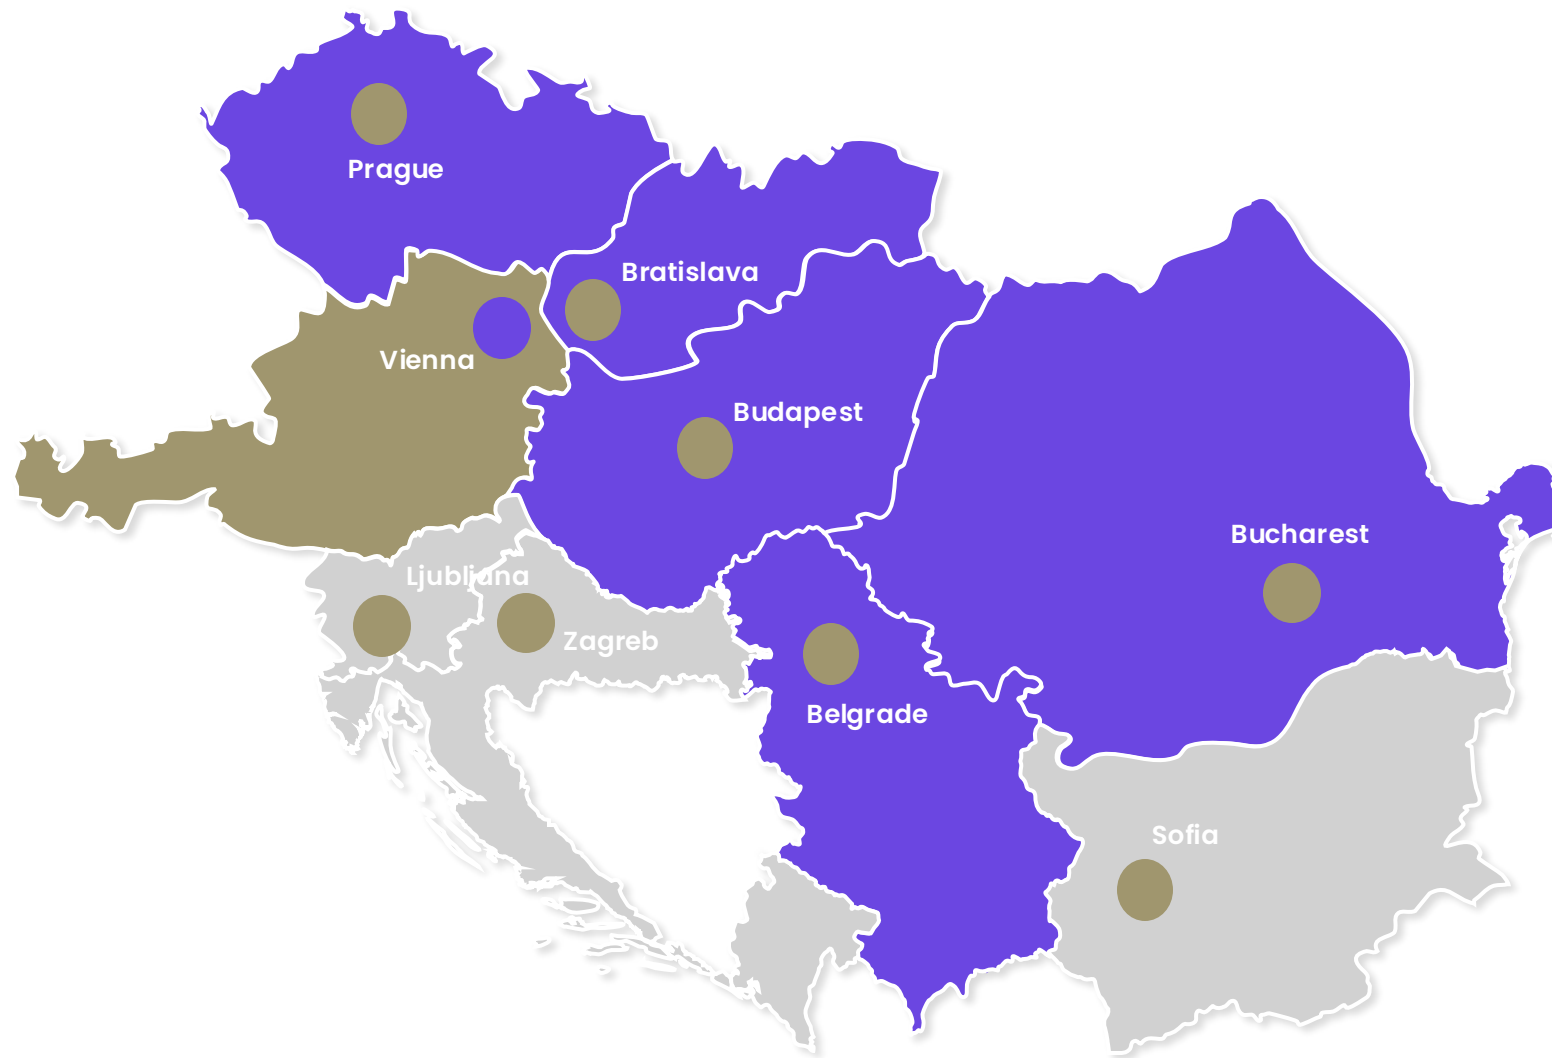 Prague
Bratislava
Vienna
Budapest
Bucharest
Ljubljana
Zagreb
Belgrade
Sofia